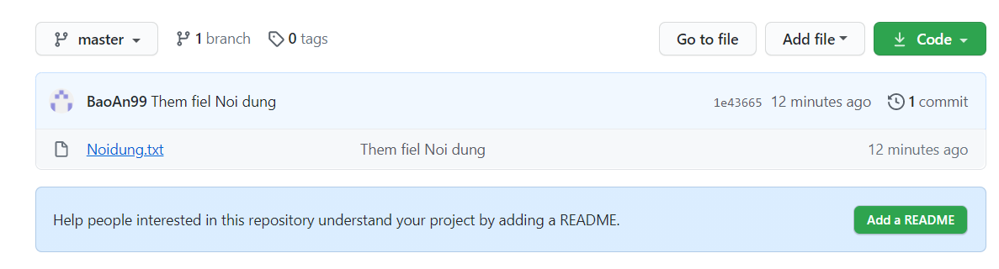 master 1 branch 0 tags Go to file Add file Code
BaoAn99 Them fiel Noi dung 1e43665 12 minutes ago 1 commit
Noidung.txt Them fiel Noi dung 12 minutes ago
Help people interested in this repository understand your project by adding a README. Add a README